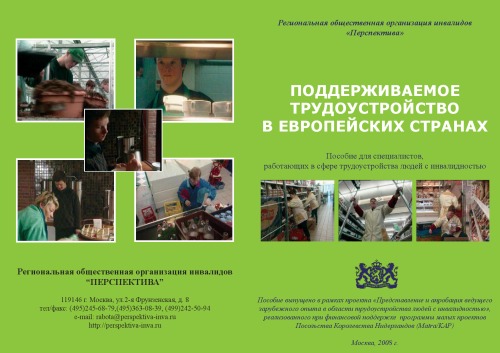 Региональная общественная организация инвалидов
«Перспектива»
ПОДДЕРЖИВАЕМОЕ
ТРУДОУСТРОЙСТВО
В ЕВРОПЕЙСКИХ СТРАНАХ
Пособие для специалистов,
работающих в сфере трудоустройства людей с инвалидностью
Региональная общественная организация инвалидов
“ПЕРСПЕКТИВА”
119146 г. Москва, ул.2-я Фрунзенская, д. 8
тел/факс: (495)245-68-79,(495)363-08-39, (499)242-50-94
e-mail: rabota@perspektiva-inva.ru
http://perspektiva-inva.ru
Пособие выпущено в рамках проекта «Представление и апробация ведущего
зарубежного опыта в области трудоустройства людей с инвалидностью»,
реализованного при финансовой поддержке программы малых проектов
Посольства Королевства Нидерландов (Matra/KAP)
Москва, 2008 г.